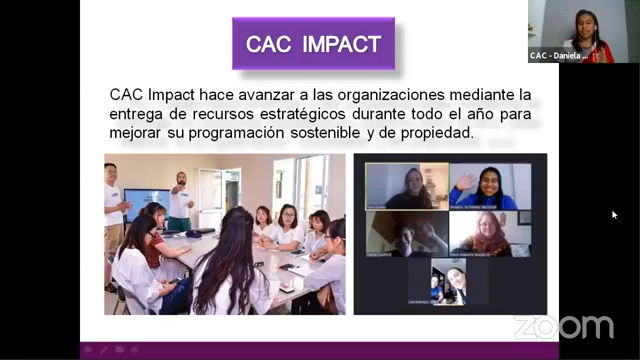 CAC IMPACT
CAC - Daniela
CAC Impact hace avanzar a las organizaciones mediante la
entrega de recursos estratégicos durante todo el año para
mejorar su programación sostenible y de propiedad.
zoom